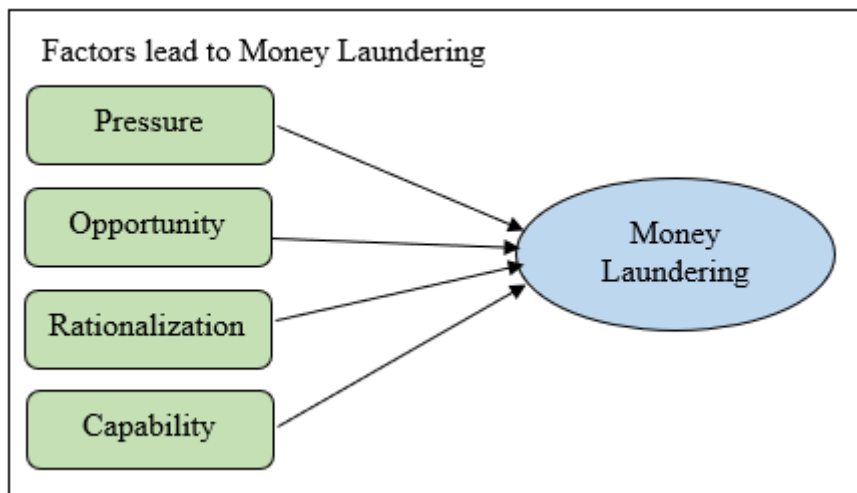 Factors lead to Money Laundering
Pressure
Opportunity
Rationalization
Capability
Money
Laundering